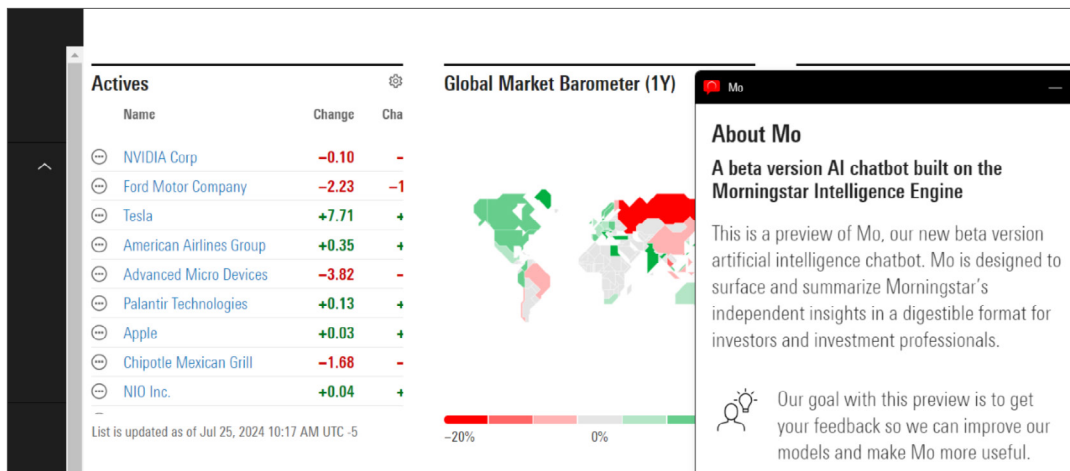 Actives
Name Change Cha
NVIDIA Corp −0.10 −
Ford Motor Company −2.23 −1
Tesla +7.71 +
American Airlines Group +0.35 +
Advanced Micro Devices −3.82 −
Palantir Technologies +0.13 +
Apple +0.03 +
Chipotle Mexican Grill −1.68 −
NIO Inc. +0.04 +
List is updated as of Jul 25, 2024 10:17 AM UTC -5
Global Market Barometer (1Y)
−20% 0%
Mo
About Mo
A beta version AI chatbot built on the
Morningstar Intelligence Engine
This is a preview of Mo, our new beta version
artificial intelligence chatbot. Mo is designed to
surface and summarize Morningstar’s
independent insights in a digestible format for
investors and investment professionals.
Our goal with this preview is to get
your feedback so we can improve our
models and make Mo more useful.